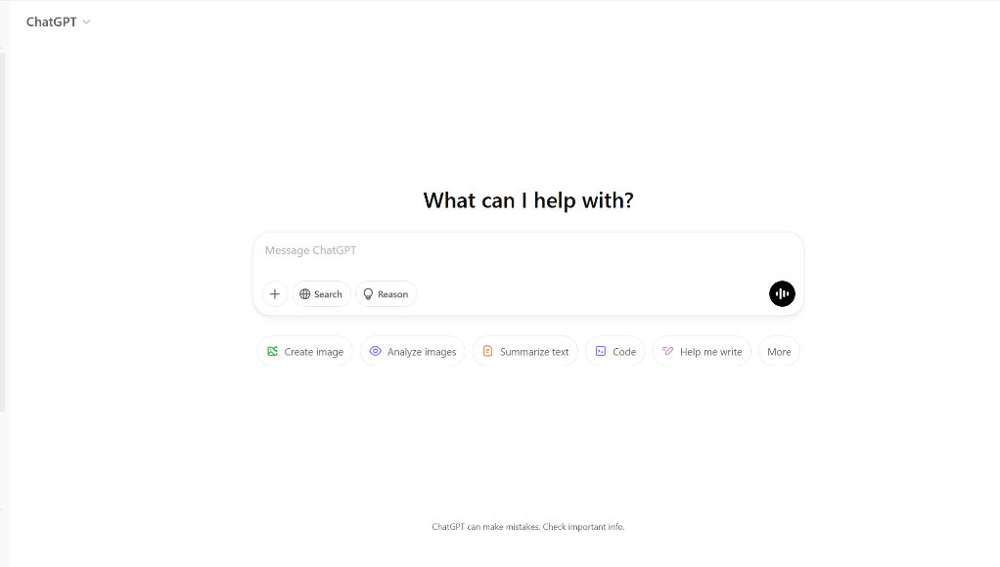 ChatGPT
What can I help with?
Message ChatGPT
Search Reason
Create image Analyze images Summarize text Code Help me write More
ChatGPT can make mistakes. Check important info.